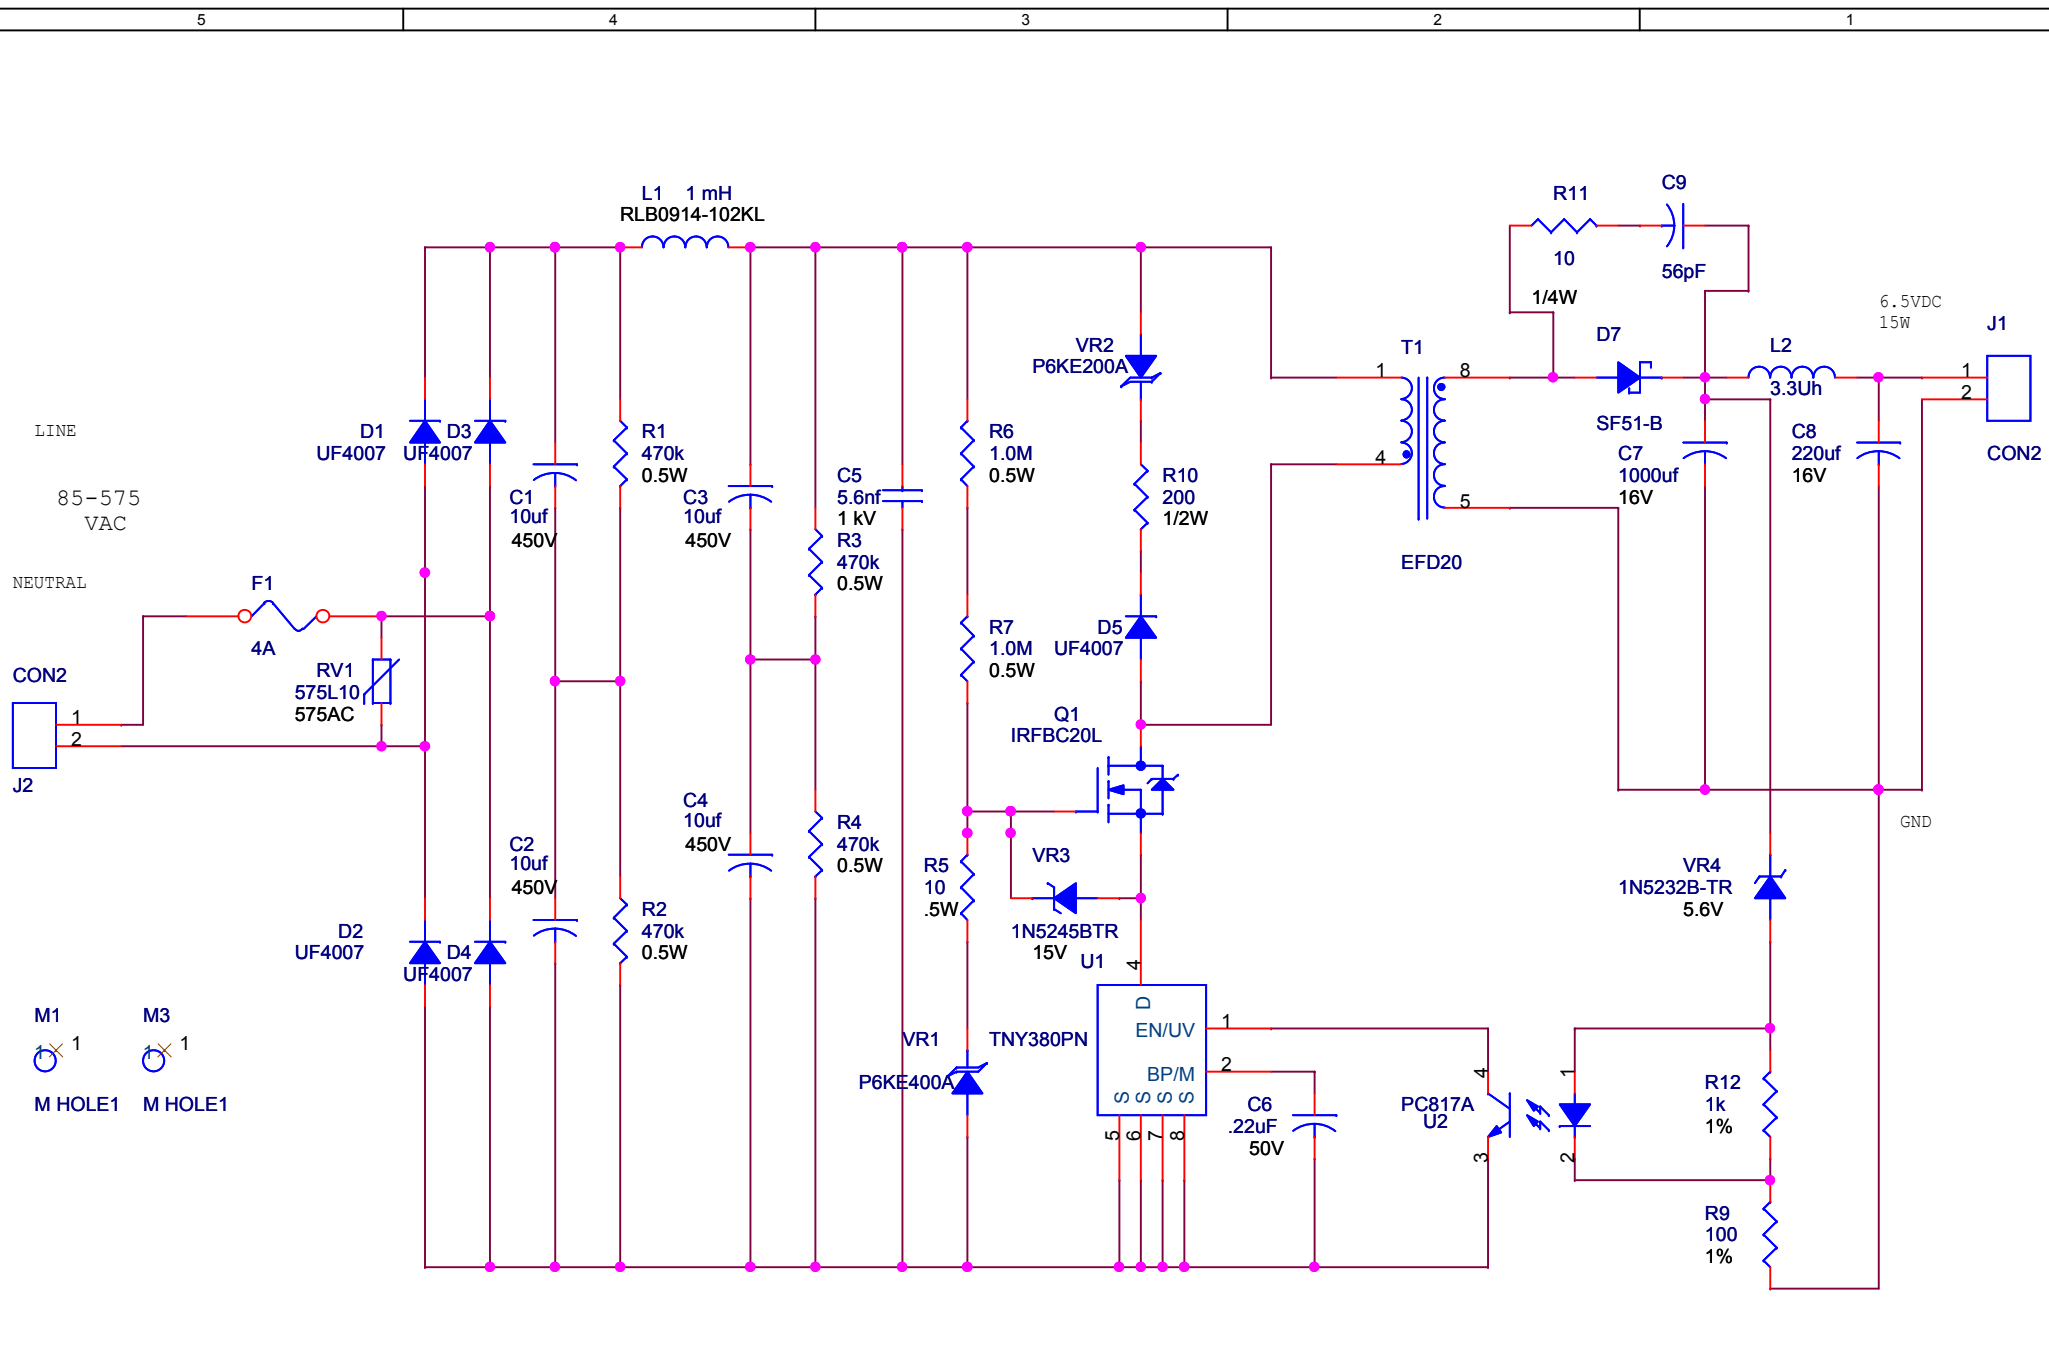 5 4 3 2 1
L1 1 mH
RLB0914-102KL
R11
10
1/4W
C9
56pF
6.5VDC
15W
J1
1
2
CON2
D7
SF51-B
L2
3.3Uh
T1
1
4
8
5
EFD20
VR2
P6KE200A
LINE
85-575
VAC
NEUTRAL
D1
UF4007
D3
UF4007
R1
470k
0.5W
C1
10uf
450V
C3
10uf
450V
C5
5.6nf
1 kV
R3
470k
0.5W
R6
1.0M
0.5W
R10
200
1/2W
C7
1000uf
16V
C8
220uf
16V
F1
4A
RV1
575L10
575AC
CON2
1
2
J2
R7
1.0M
0.5W
D5
UF4007
Q1
IRFBC20L
C4
10uf
450V
R4
470k
0.5W
C2
10uf
450V
R2
470k
0.5W
D2
UF4007
D4
UF4007
R5
10
.5W
VR3
1N5245BTR
15V
GND
VR4
1N5232B-TR
5.6V
U1
4
D
EN/UV
1
BP/M
2
S S S S
5 6 7 8
TNY380PN
VR1
P6KE400A
M1
1
1
M HOLE1
M3
1
1
M HOLE1
C6
.22uF
50V
PC817A
U2
4
3
1
2
R12
1k
1%
R9
100
1%